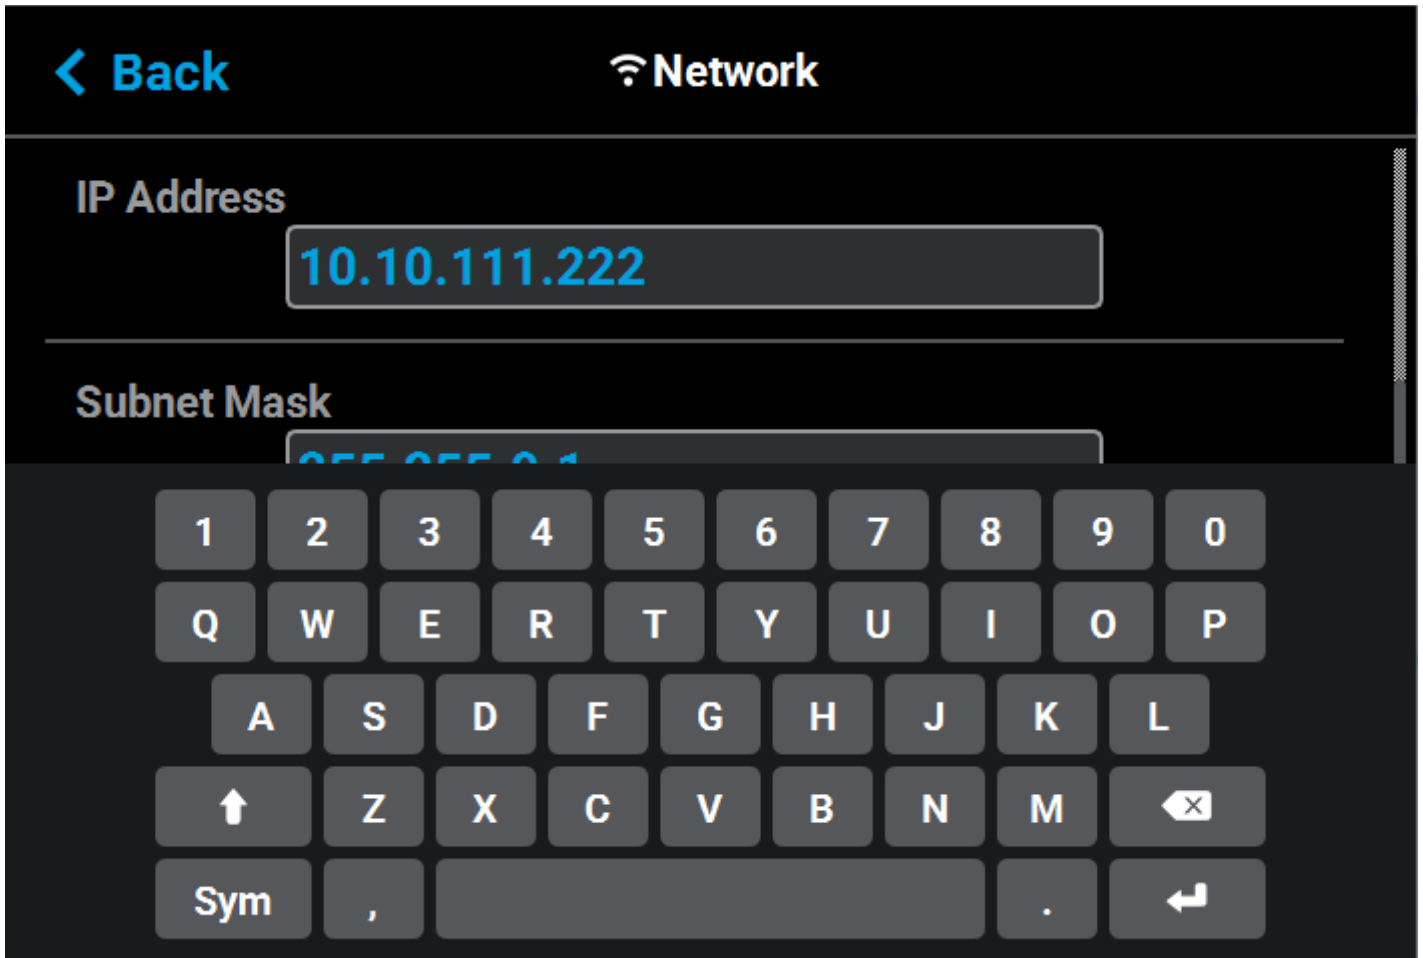 Back
Network
IP Address
10.10.111.222
Subnet Mask
1 2 3 4 5 6 7 8 9 0
Q W E R T Y U I O P
A S D F G H J K L
Z X C V B N M
Sym , .